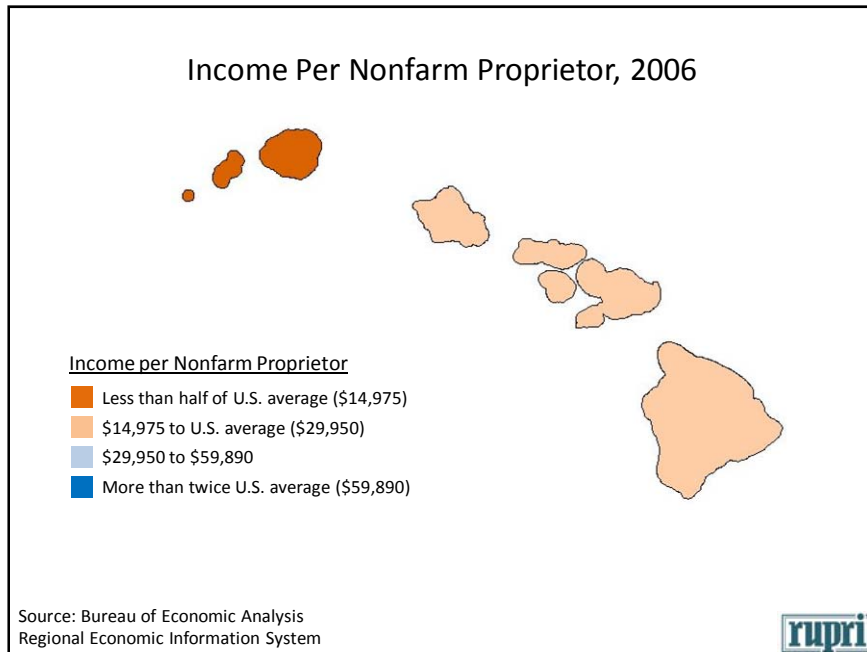 Income Per Nonfarm Proprietor, 2006
Income per Nonfarm Proprietor
Less than half of U.S. average ($14,975)
$14,975 to U.S. average ($29,950)
$29,950 to $59,890
More than twice U.S. average ($59,890)
Source: Bureau of Economic Analysis
Regional Economic Information System
rupri